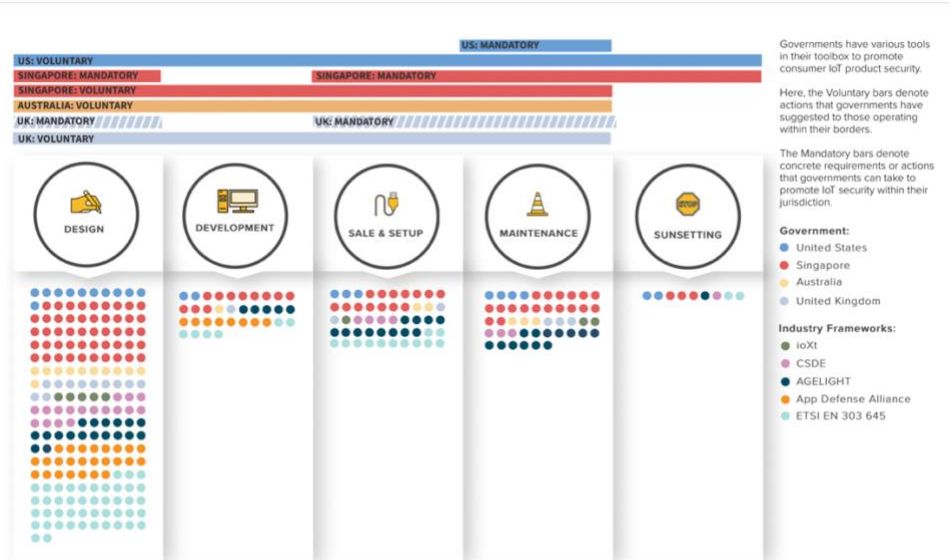 US: MANDATORY
US: VOLUNTARY
SINGAPORE: MANDATORY
SINGAPORE: MANDATORY
SINGAPORE: VOLUNTARY
AUSTRALIA: VOLUNTARY
UK: MANDATORY
UK: MANDATORY
UK: VOLUNTARY
DESIGN
DEVELOPMENT
SALE & SETUP
MAINTENANCE
STOP
SUNSETTING
Governments have various tools
in their toolbox to promote
consumer IoT product security.
Here, the Voluntary bars denote
actions that governments have
suggested to those operating
within their borders.
The Mandatory bars denote
concrete requirements or actions
that governments can take to
promote IoT security within their
jurisdiction.
Government:
United States
Singapore
Australia
United Kingdom
Industry Frameworks:
ioXt
CSDE
AGELIGHT
App Defense Alliance
ETSI EN 303 645